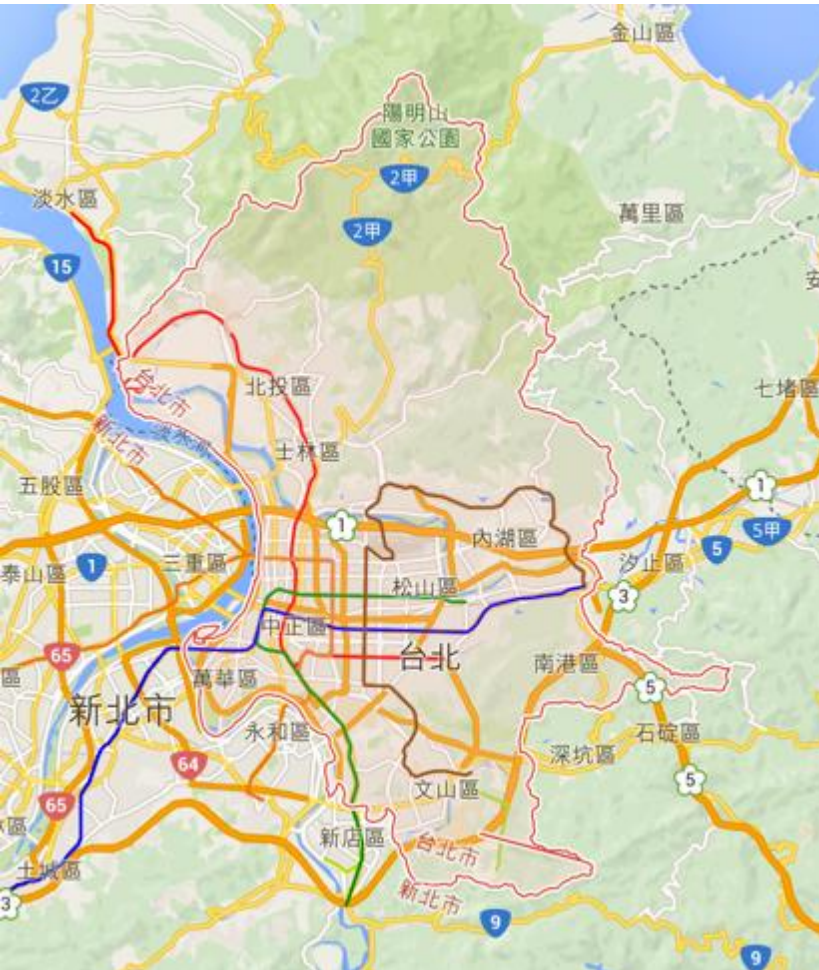 金山區
2乙
陽明山
國家公園
2甲
淡水區
萬里區
2甲
15
安
台北市
北投區
七堵區
新北市
淡水河
士林區
五股區
1
1
內湖區
5甲
5
泰山區
1
三重區
松山區
汐止區
3
中正區
65
台北
南港區
區
萬華區
5
新北市
永和區
石碇區
深坑區
64
5
文山區
65
林區
新店區
台北市
土城區
新北市
3
9
9